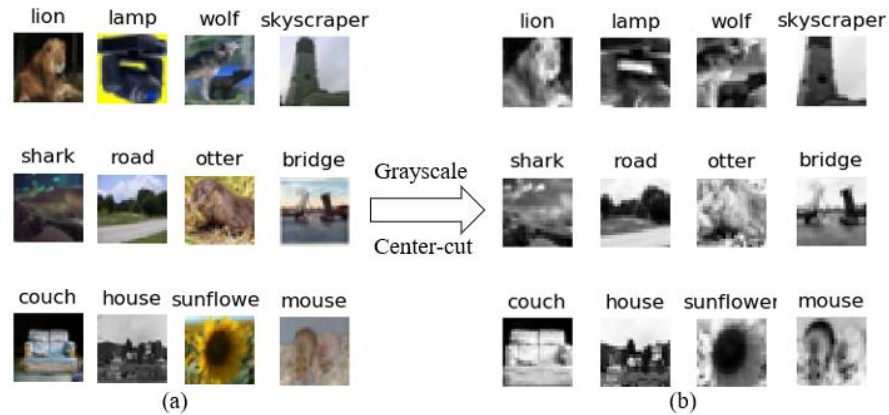 lion lamp wolf skyscraper
lion lamp wolf skyscraper
shark road otter bridge
Grayscale
Center-cut
shark road otter bridge
couch house sunflowe mouse
couch house sunflower mouse
(a)
(b)